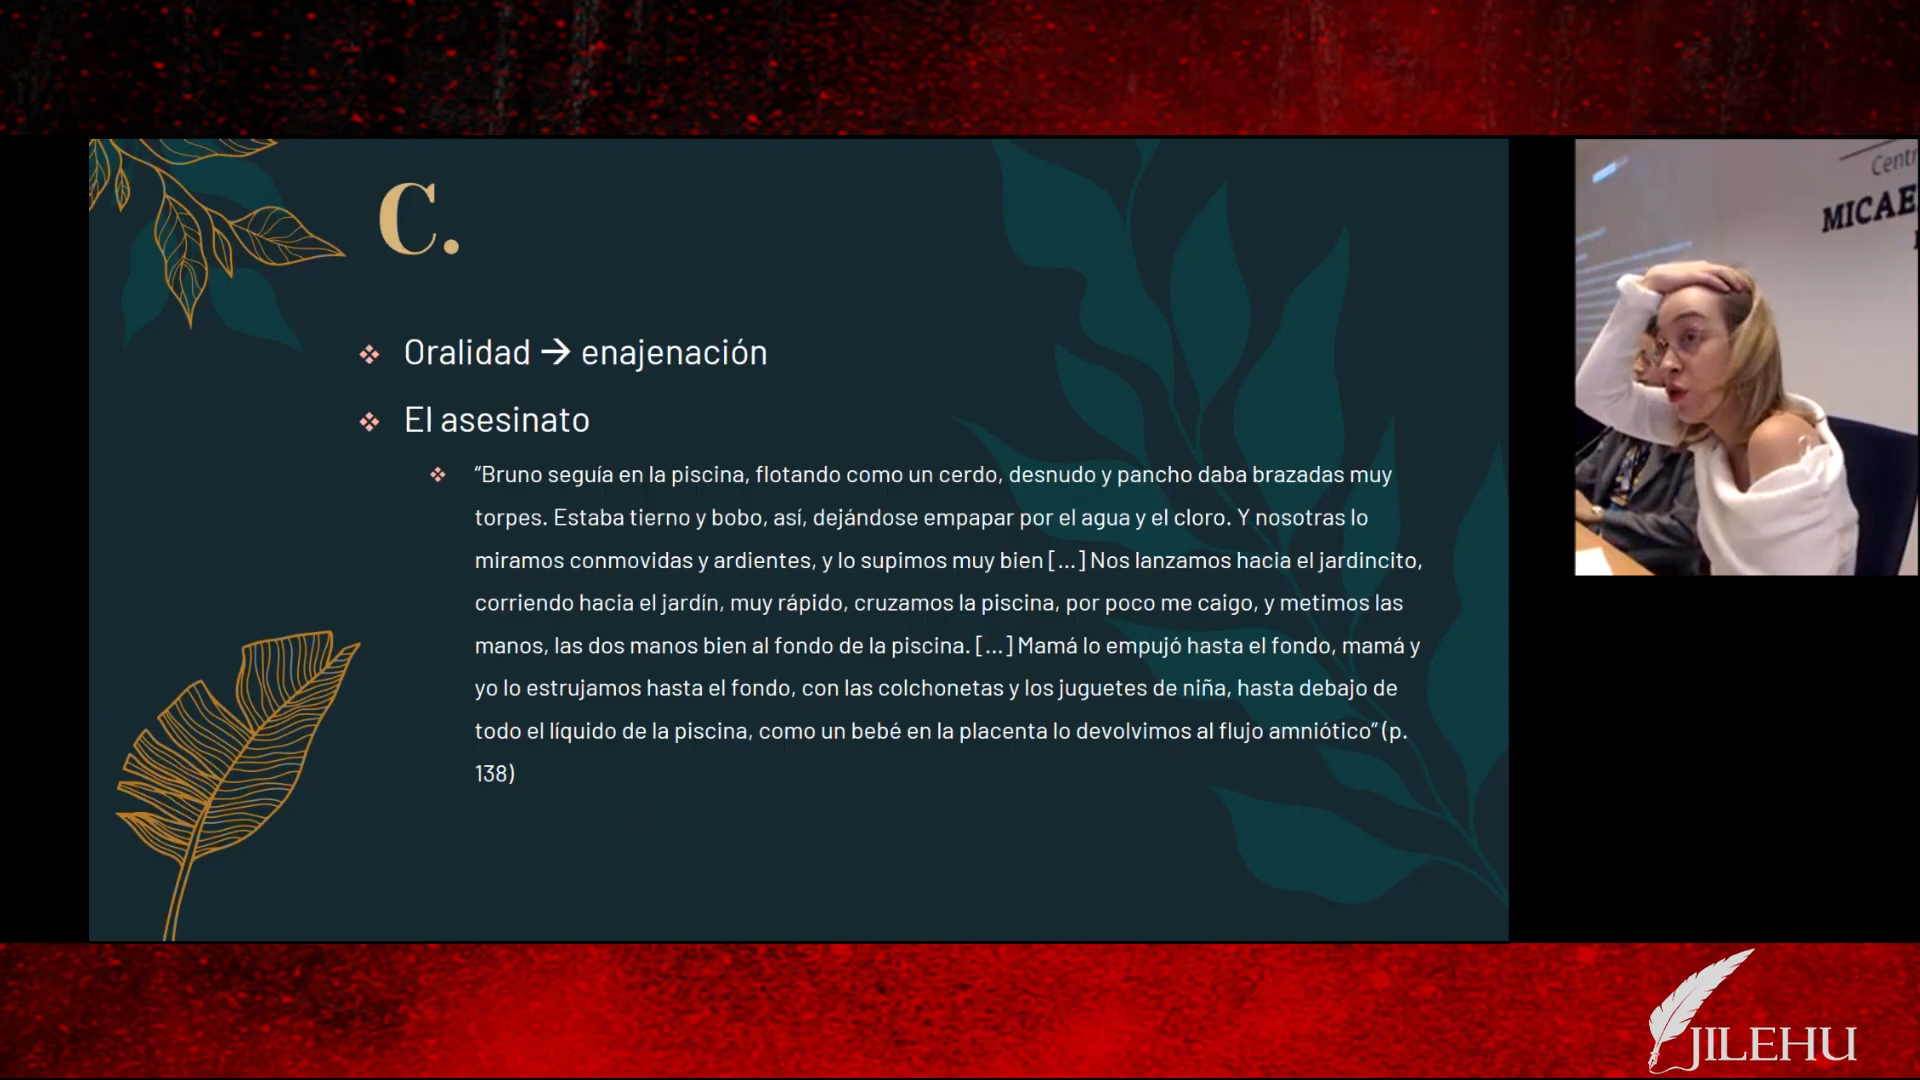 C.
Oralidad → enajenación
El asesinato
“Bruno seguía en la piscina, flotando como un cerdo, desnudo y pancho daba brazadas muy
torpes. Estaba tierno y bobo, así, dejándose empapar por el agua y el cloro. Y nosotras lo
miramos conmovidas y ardientes, y lo supimos muy bien [...] Nos lanzamos hacia el jardincito,
corriendo hacia el jardín, muy rápido, cruzamos la piscina, por poco me caigo, y metimos las
manos, las dos manos bien al fondo de la piscina. [...] Mamá lo empujó hasta el fondo, mamá y
yo lo estrujamos hasta el fondo, con las colchonetas y los juguetes de niña, hasta debajo de
todo el líquido de la piscina, como un bebé en la placenta lo devolvimos al flujo amniótico” (p.
138)
Centr
MICAE
JILEHU